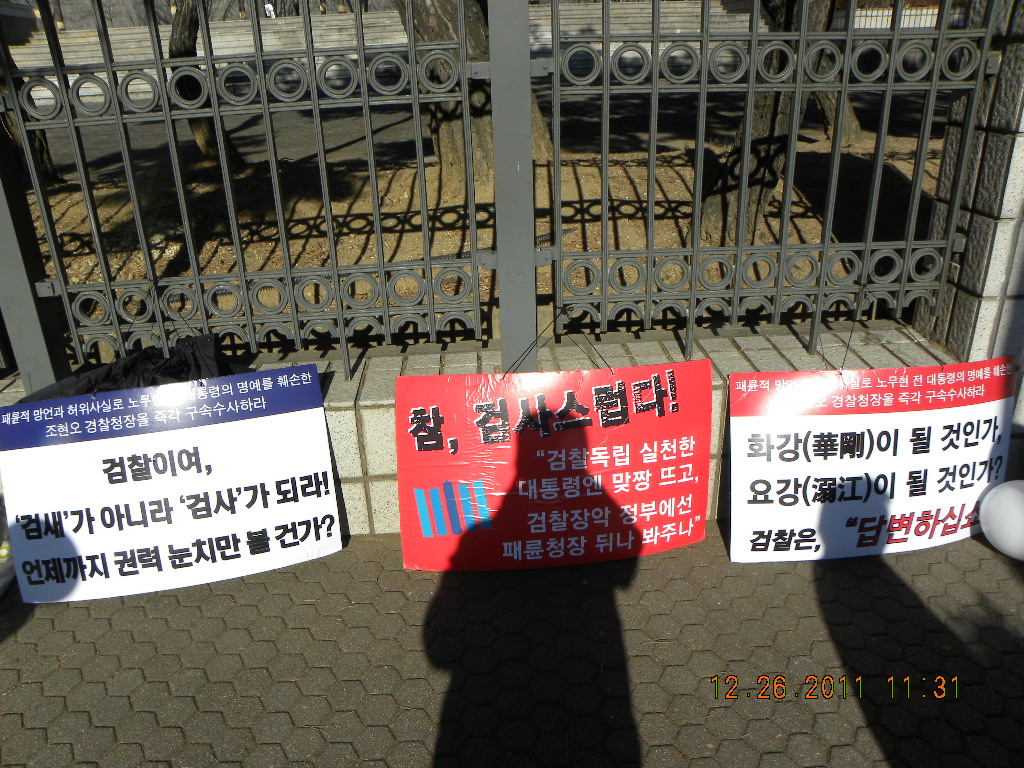 패륜적 망언과 허위사실로 노무현 대통령의 명예를 훼손한
조현오 경찰청장을 즉각 구속수사하라
검찰이여,
'검새'가 아니라 '검사'가 되라!
언제까지 권력 눈치만 볼 건가?
참, 검사스럽다!
"검찰독립 실천한
대통령엔 맞짱 뜨고,
검찰장악 정부에선
패륜청장 뒤나 봐주나"
패륜적 망언과 허위사실로 노무현 전 대통령의 명예를 훼손한
조현오 경찰청장을 즉각 구속수사하라
화강(華剛)이 될 것인가,
요강(溺江)이 될 것인가?
검찰은, "답변하십쇼
12.26.2011 11:31